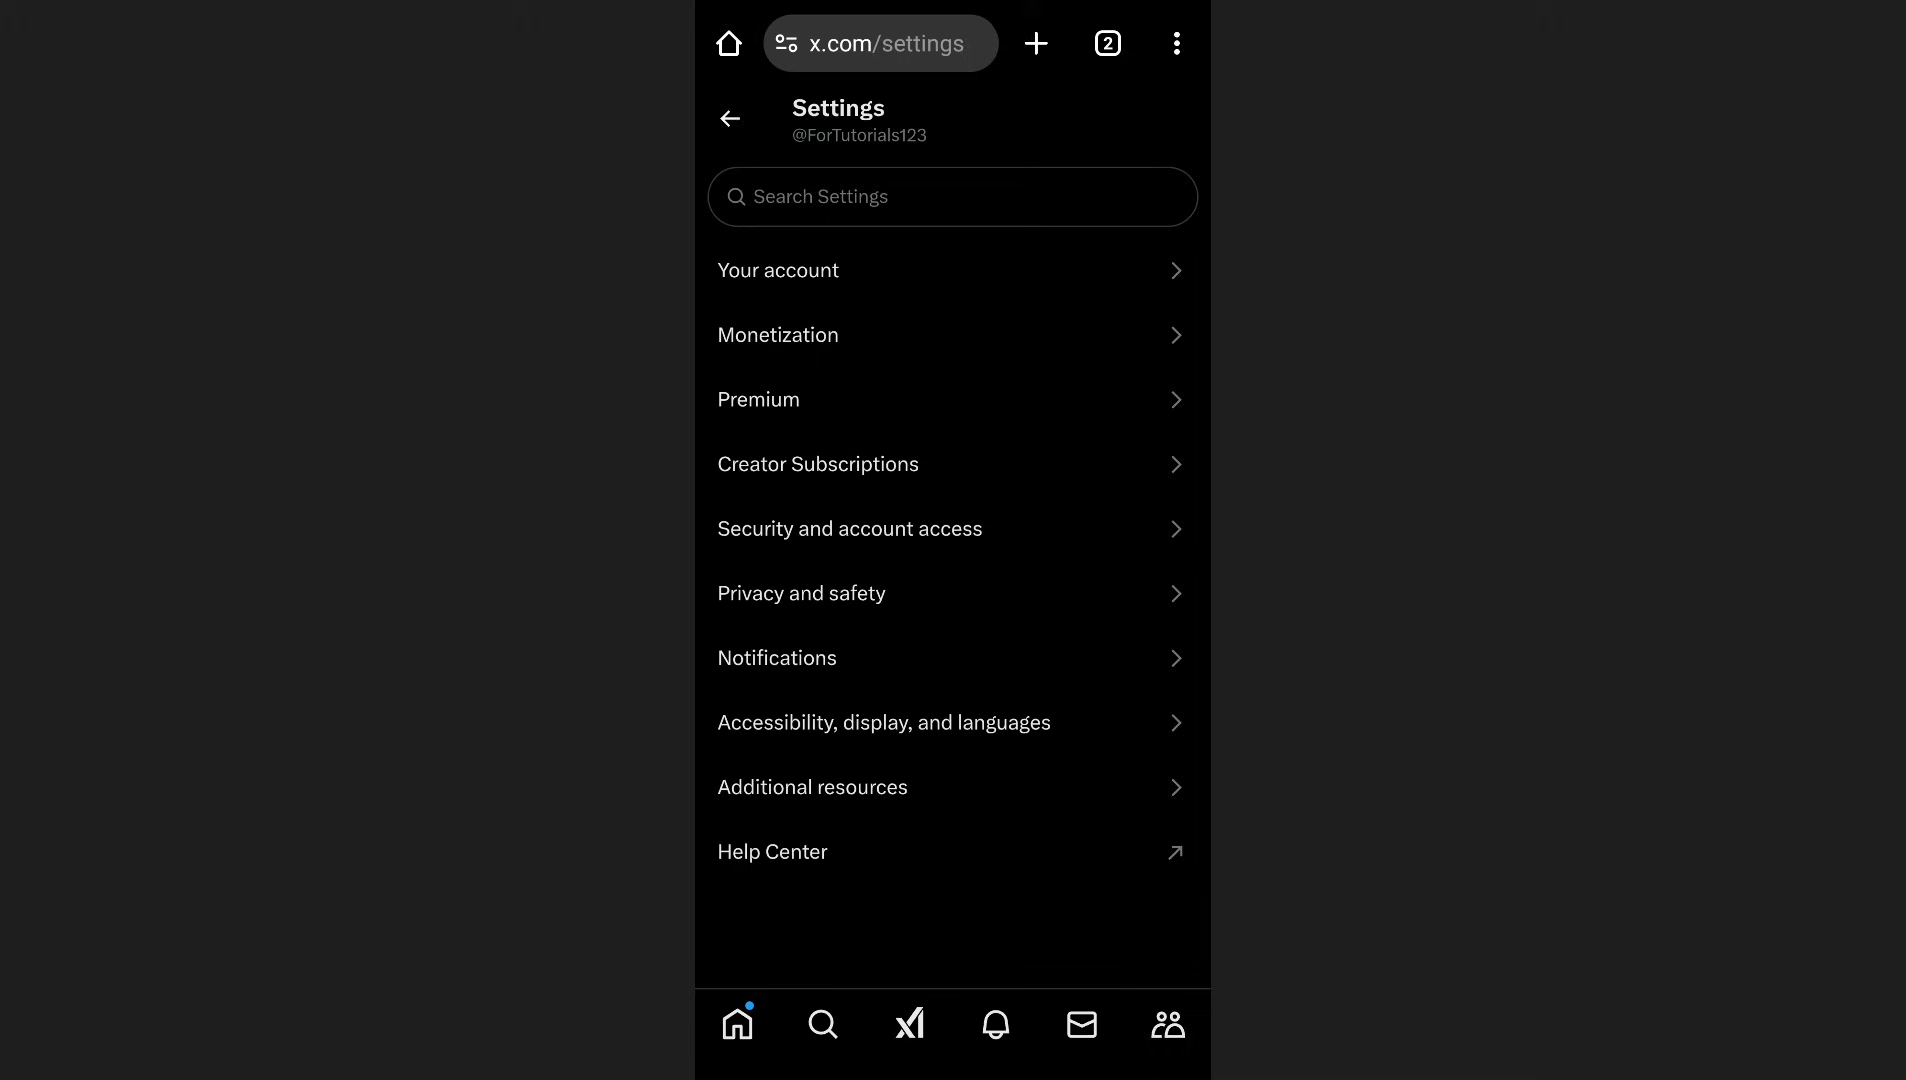 x.com/settings
2
Settings
@ForTutorials123
Search Settings
Your account
Monetization
Premium
Creator Subscriptions
Security and account access
Privacy and safety
Notifications
Accessibility, display, and languages
Additional resources
Help Center